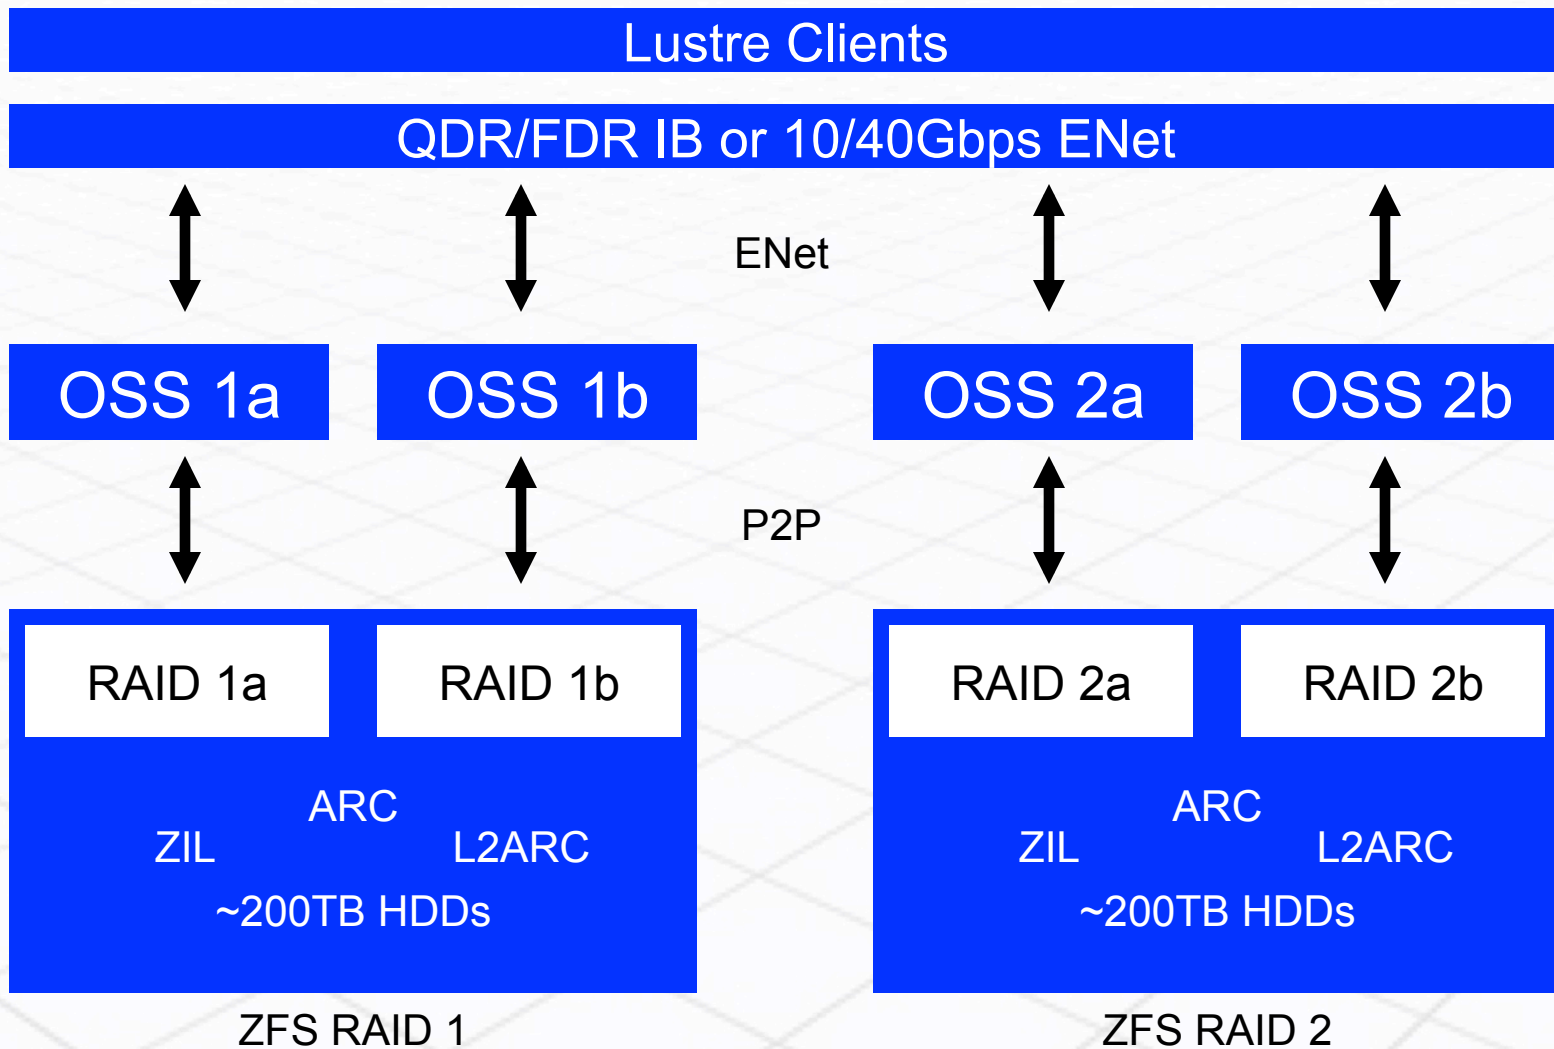 Lustre Clients
QDR/FDR IB or 10/40Gbps ENet
ENet
OSS 1a
OSS 1b
OSS 2a
OSS 2b
P2P
RAID 1a
RAID 1b
RAID 2a
RAID 2b
ARC
ZIL
L2ARC
~200TB HDDs
ARC
ZIL
L2ARC
~200TB HDDs
ZFS RAID 1
ZFS RAID 2